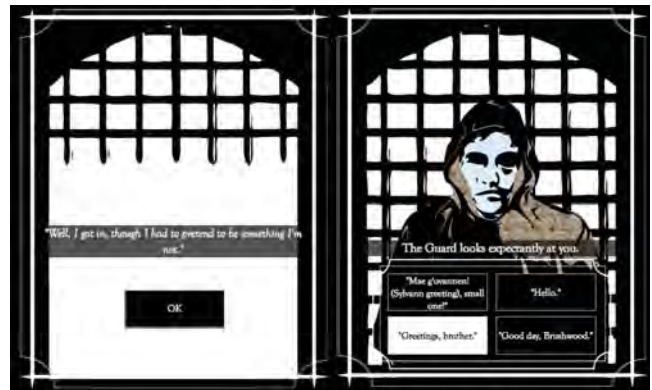 "Well, I got in, though I had to pretend to be something I'm
not."
OK
The Guard looks expectantly at you.
"Mae g'uvannen!
(Sylvann greeting), small
one!"
"Hello."
"Greetings, brother."
"Good day, Brushwood."